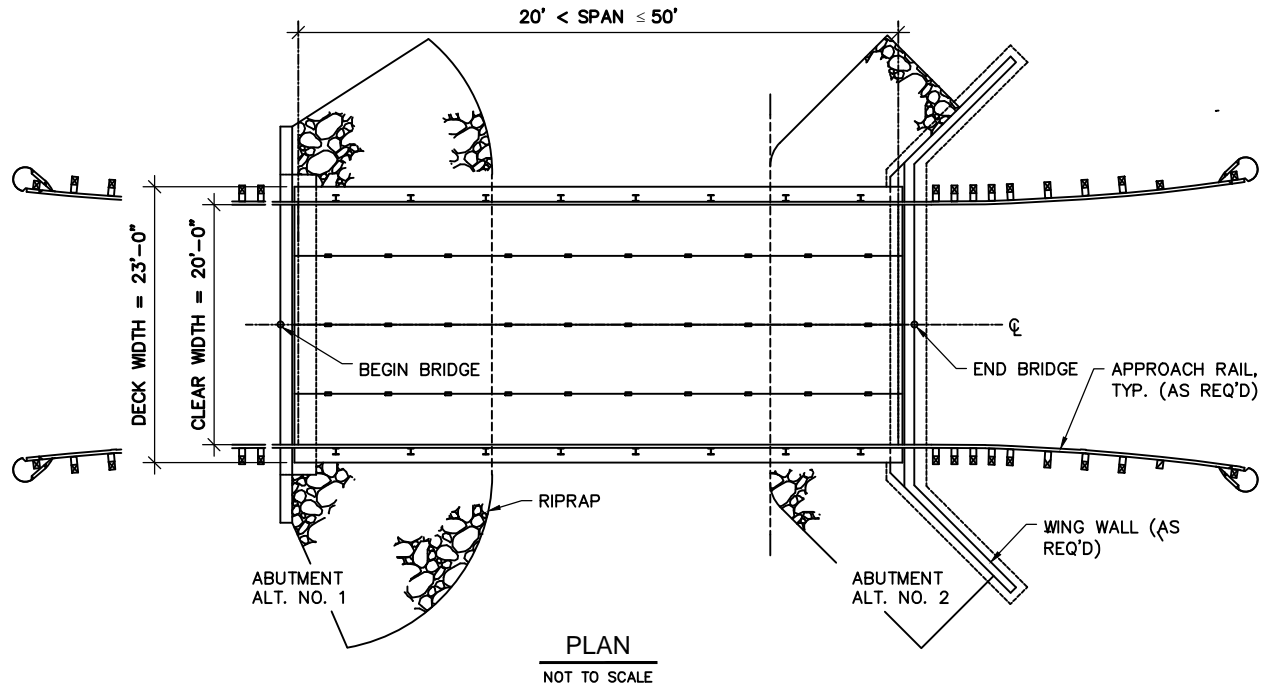 20' < SPAN ≤ 50'
DECK WIDTH = 23'-0"
CLEAR WIDTH = 20'-0"
BEGIN BRIDGE
℄
END BRIDGE
APPROACH RAIL,
TYP. (AS REQ'D)
RIPRAP
WING WALL (AS
REQ'D)
ABUTMENT
ALT. NO. 1
ABUTMENT
ALT. NO. 2
PLAN
NOT TO SCALE